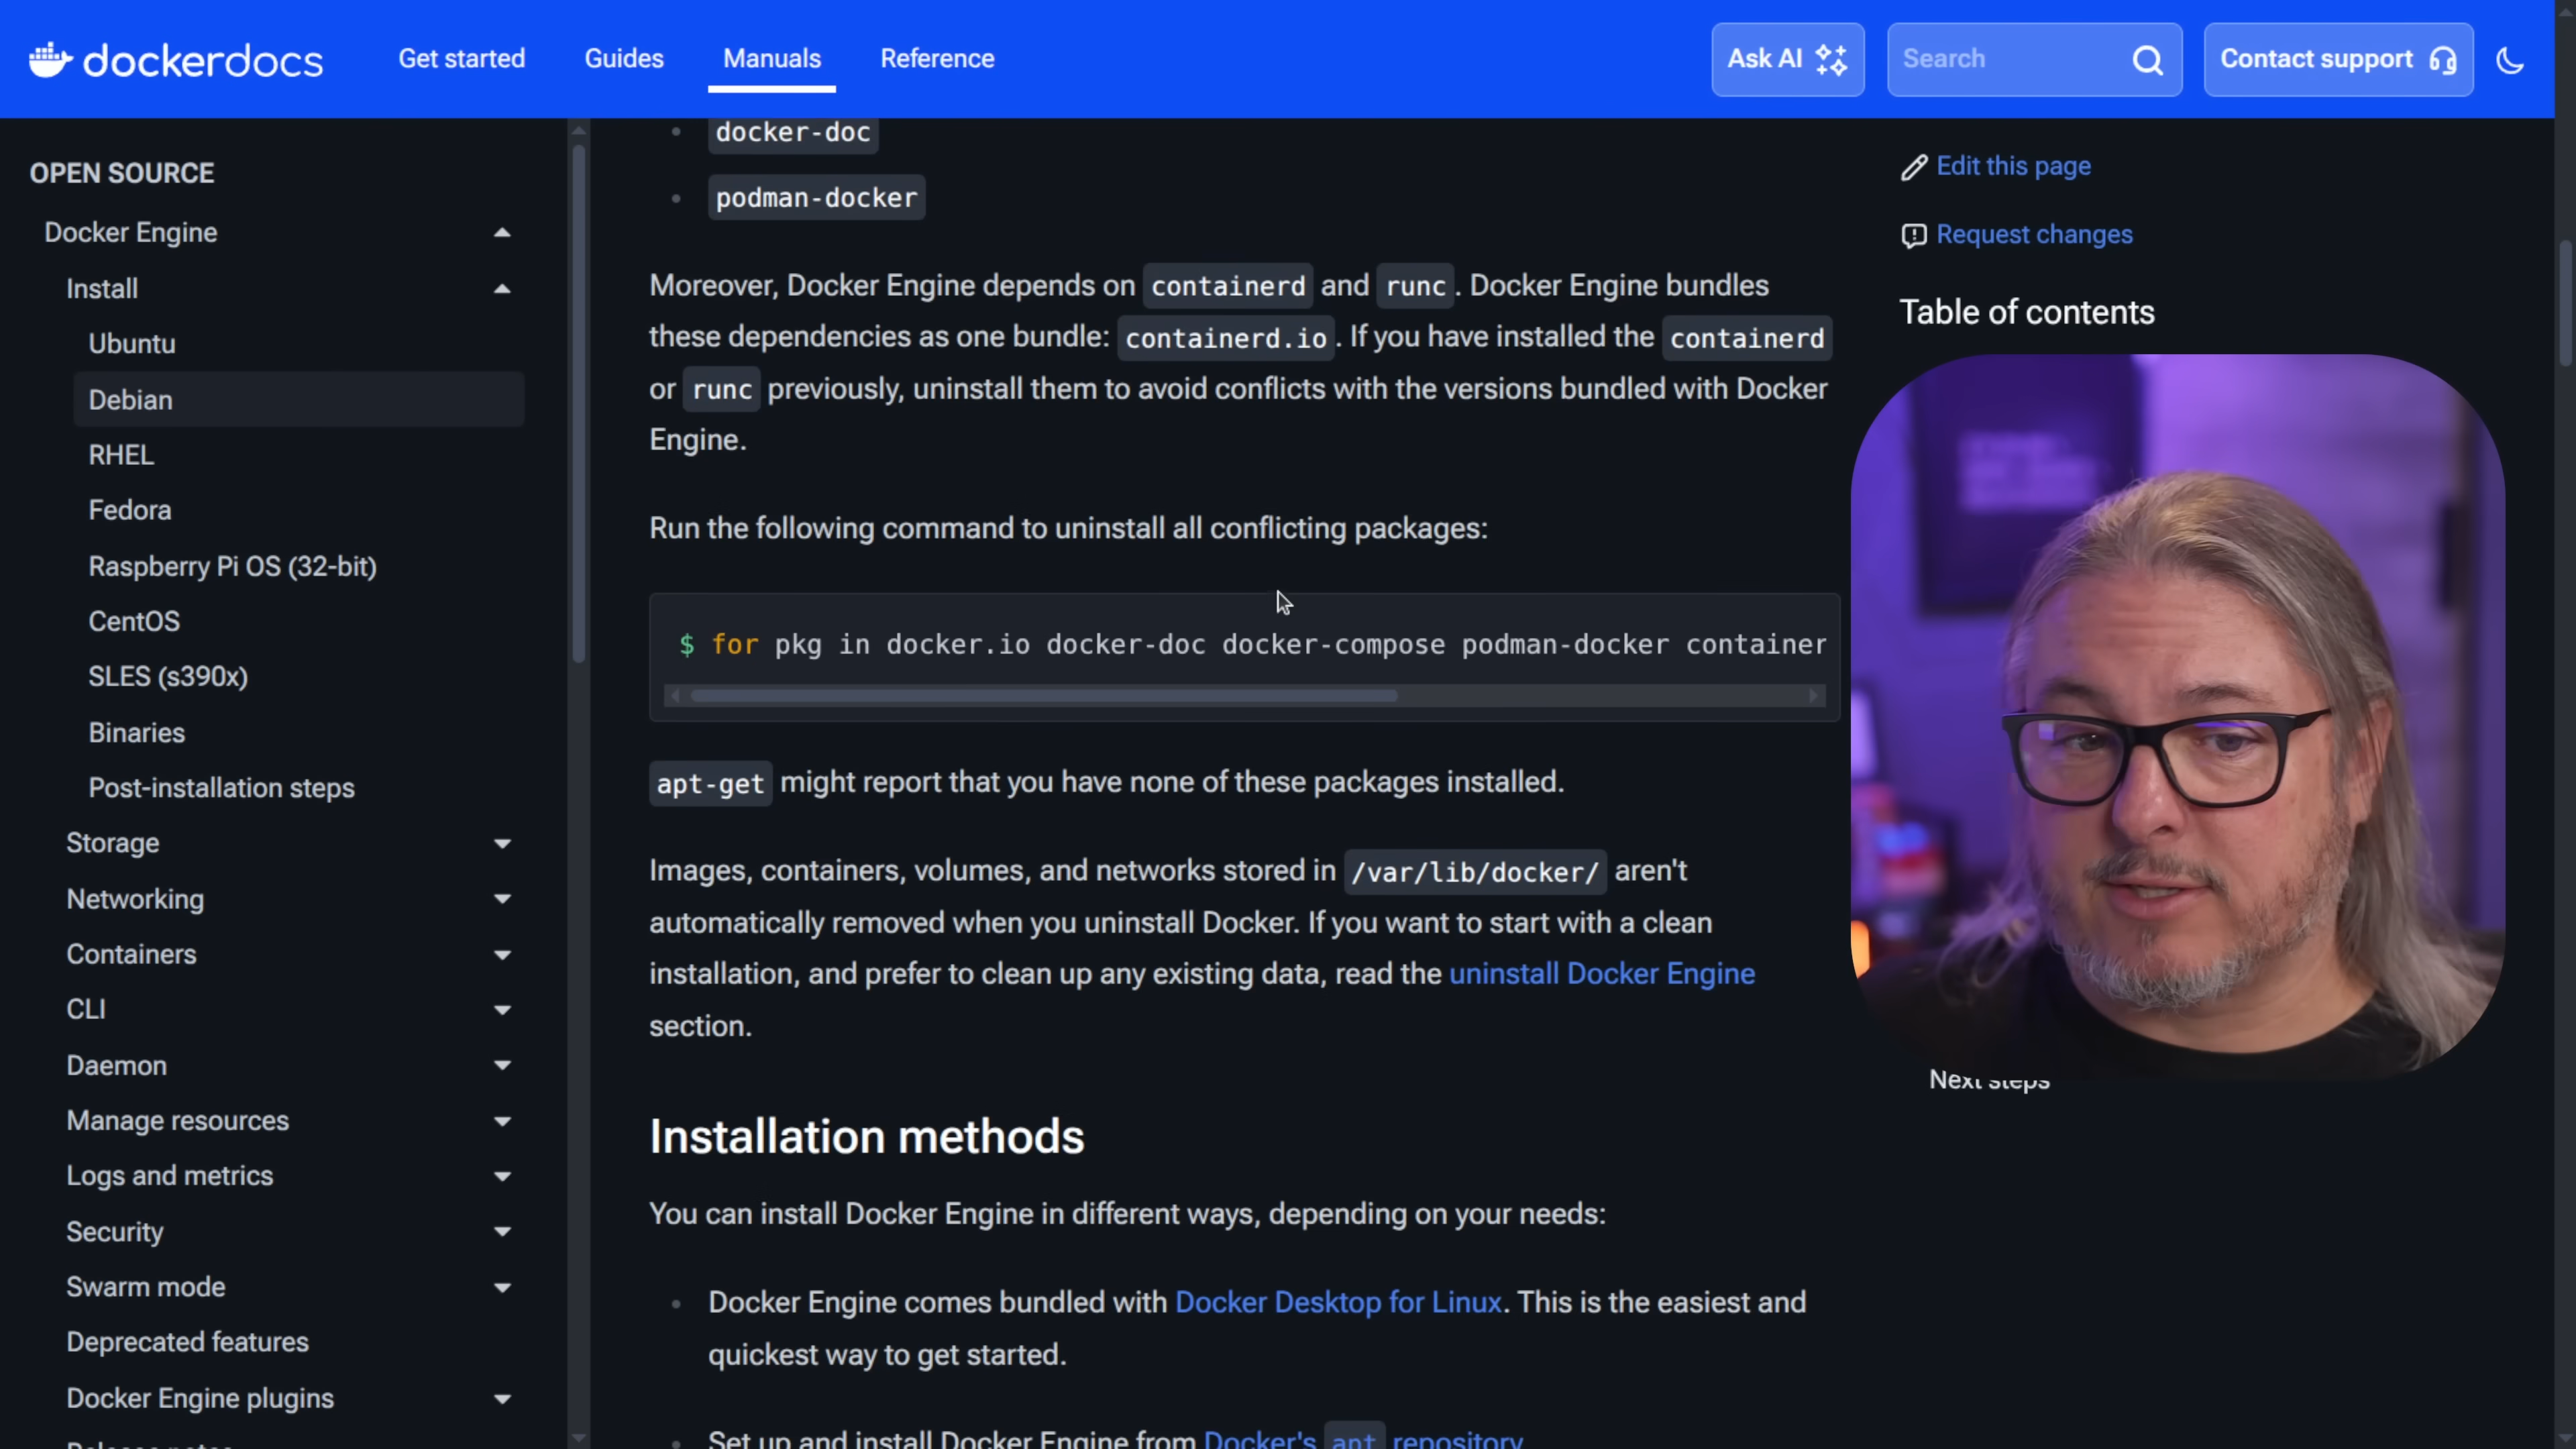 dockerdocs
Get started
Guides
Manuals
Reference
Ask AI
Search
Contact support
OPEN SOURCE
Docker Engine
Install
Ubuntu
Debian
RHEL
Fedora
Raspberry Pi OS (32-bit)
CentOS
SLES (s390x)
Binaries
Post-installation steps
Storage
Networking
Containers
CLI
Daemon
Manage resources
Logs and metrics
Security
Swarm mode
Deprecated features
Docker Engine plugins
docker-doc
podman-docker
Moreover, Docker Engine depends on containerd and runc. Docker Engine bundles
these dependencies as one bundle: containerd.io. If you have installed the containerd
or runc previously, uninstall them to avoid conflicts with the versions bundled with Docker
Engine.
Run the following command to uninstall all conflicting packages:
$ for pkg in docker.io docker-doc docker-compose podman-docker container
apt-get might report that you have none of these packages installed.
Images, containers, volumes, and networks stored in /var/lib/docker/ aren't
automatically removed when you uninstall Docker. If you want to start with a clean
installation, and prefer to clean up any existing data, read the uninstall Docker Engine
section.
Installation methods
You can install Docker Engine in different ways, depending on your needs:
Docker Engine comes bundled with Docker Desktop for Linux. This is the easiest and
quickest way to get started.
Set up and install Docker Engine from Docker's apt repository
Edit this page
Request changes
Table of contents
Next steps